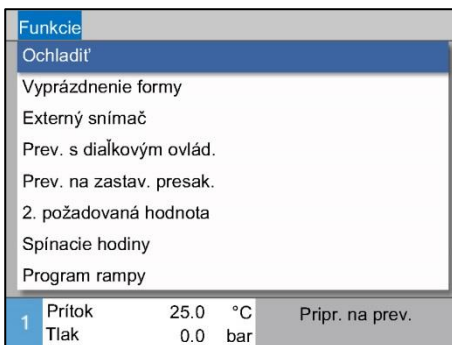 Funkcie
Ochladiť
Vyprázdnenie formy
Externý snímač
Prev. s diaľkovým ovlád.
Prev. na zastav. presak.
2. požadovaná hodnota
Spínacie hodiny
Program rampy
1 Prítok 25.0 °C Pripr. na prev.
Tlak 0.0 bar